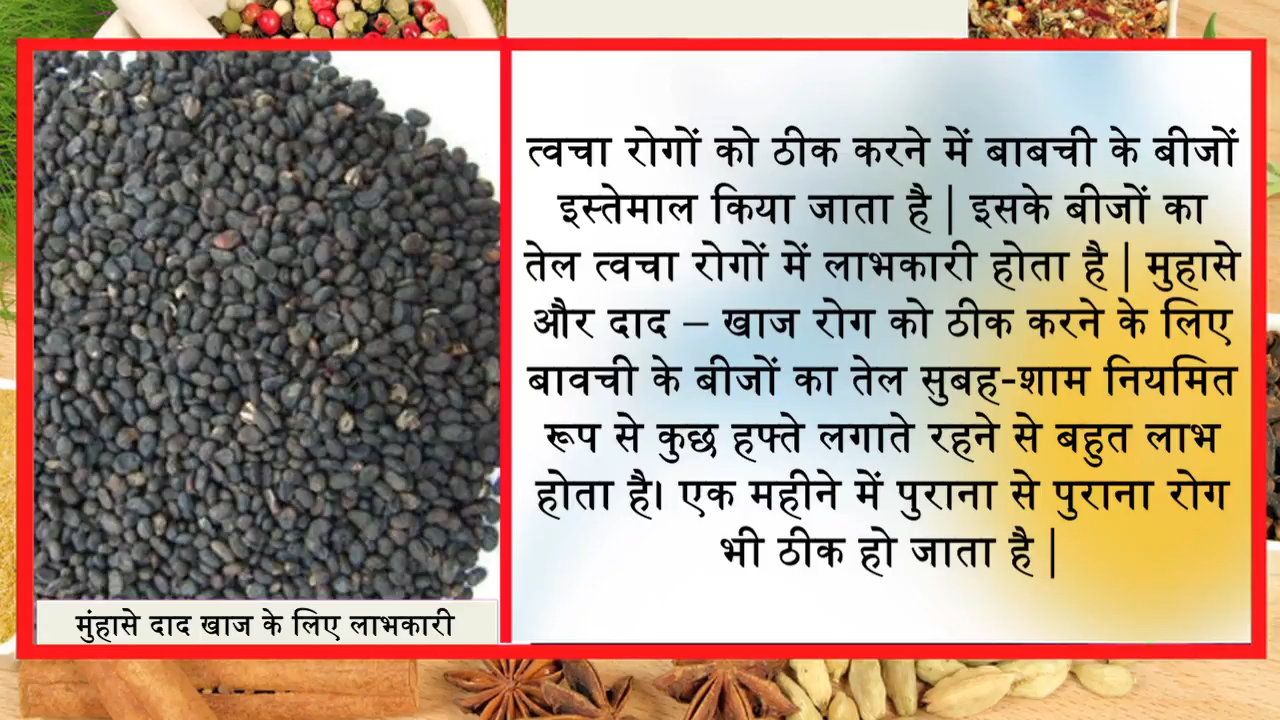 त्वचा रोगों को ठीक करने में बाबची के बीजों
इस्तेमाल किया जाता है | इसके बीजों का
तेल त्वचा रोगों में लाभकारी होता है | मुहासे
और दाद – खाज रोग को ठीक करने के लिए
बावची के बीजों का तेल सुबह-शाम नियमित
रूप से कुछ हफ्ते लगाते रहने से बहुत लाभ
होता है। एक महीने में पुराना से पुराना रोग
भी ठीक हो जाता है |
मुंहासे दाद खाज के लिए लाभकारी